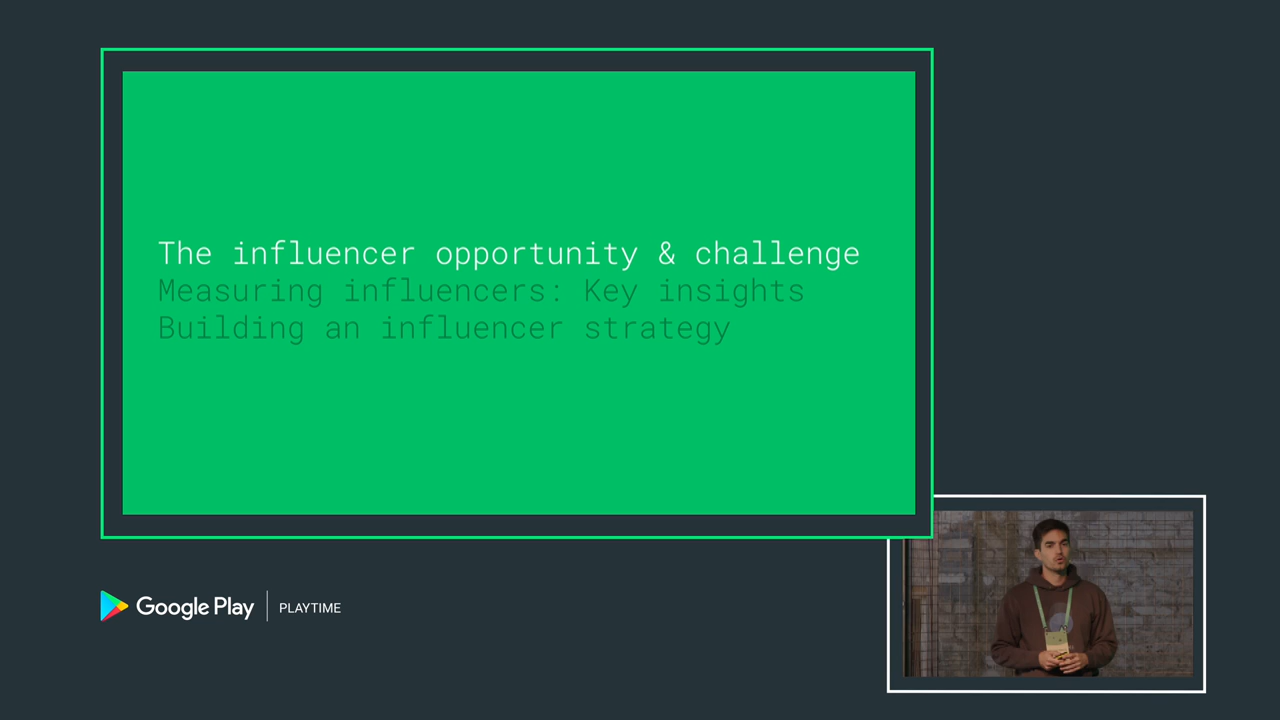 The influencer opportunity & challenge
Measuring influencers: Key insights
Building an influencer strategy
Google Play | PLAYTIME